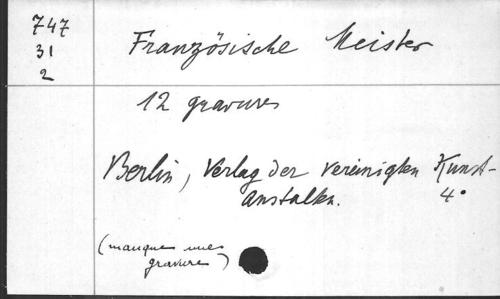 747
31
2
Französische Meister
12 gravures
Berlin, Verlag der vereinigten Kunst-
anstalten.
4°
(manque une
gravure)